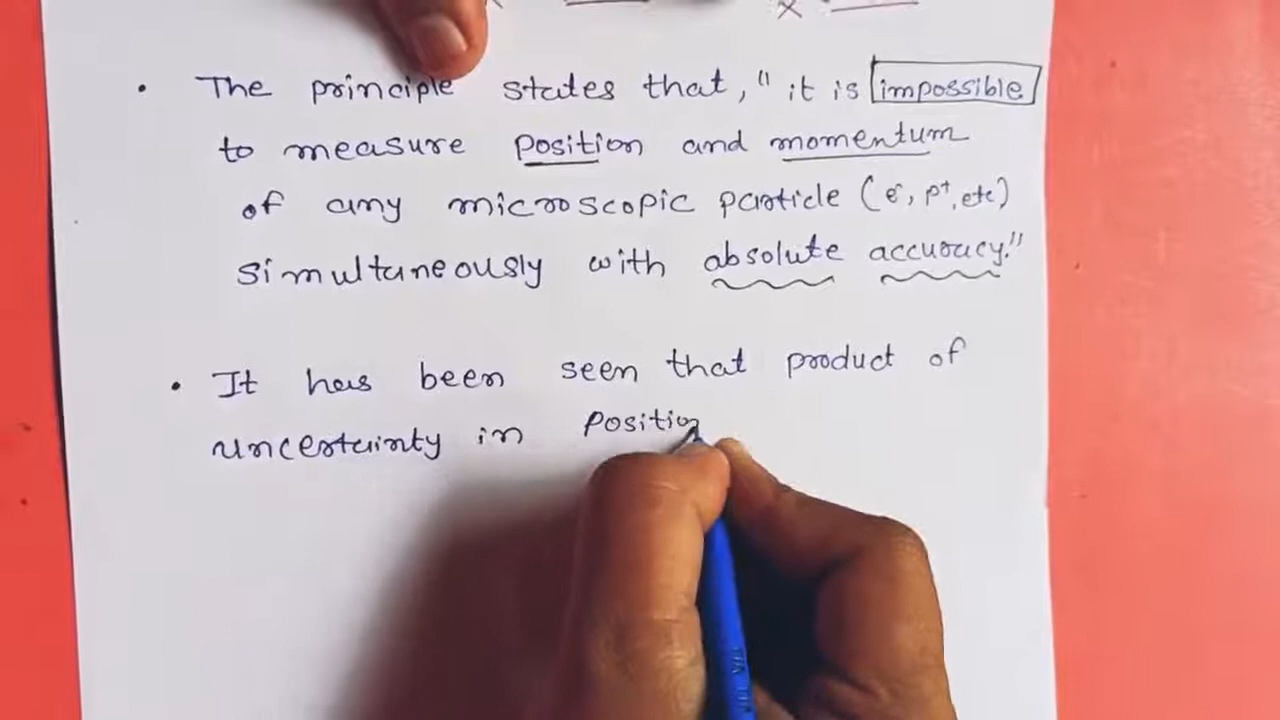 • The principle states that, " it is impossible
to measure position and momentum
of any microscopic particle (e⁻, p⁺, etc)
simultaneously with absolute accuracy."
• It has been seen that product of
uncertainty in Position